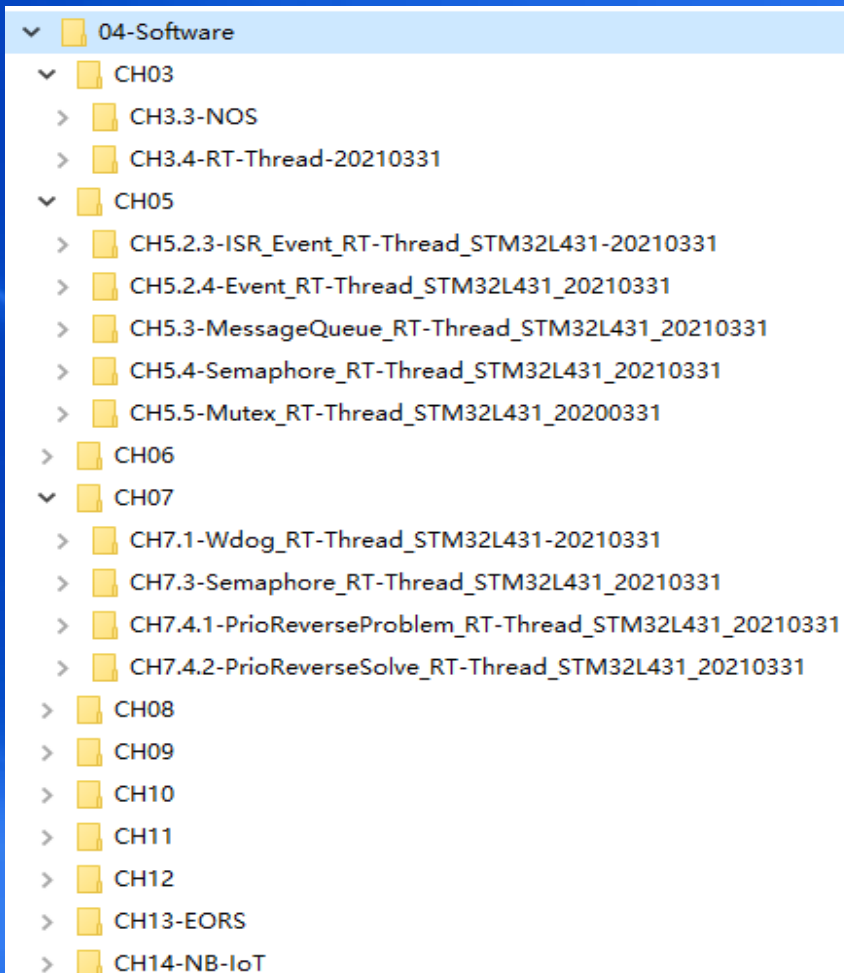 04-Software
CH03
CH3.3-NOS
CH3.4-RT-Thread-20210331
CH05
CH5.2.3-ISR_Event_RT-Thread_STM32L431-20210331
CH5.2.4-Event_RT-Thread_STM32L431_20210331
CH5.3-MessageQueue_RT-Thread_STM32L431_20210331
CH5.4-Semaphore_RT-Thread_STM32L431_20210331
CH5.5-Mutex_RT-Thread_STM32L431_20200331
CH06
CH07
CH7.1-Wdog_RT-Thread_STM32L431-20210331
CH7.3-Semaphore_RT-Thread_STM32L431_20210331
CH7.4.1-PrioReverseProblem_RT-Thread_STM32L431_20210331
CH7.4.2-PrioReverseSolve_RT-Thread_STM32L431_20210331
CH08
CH09
CH10
CH11
CH12
CH13-EORS
CH14-NB-IoT